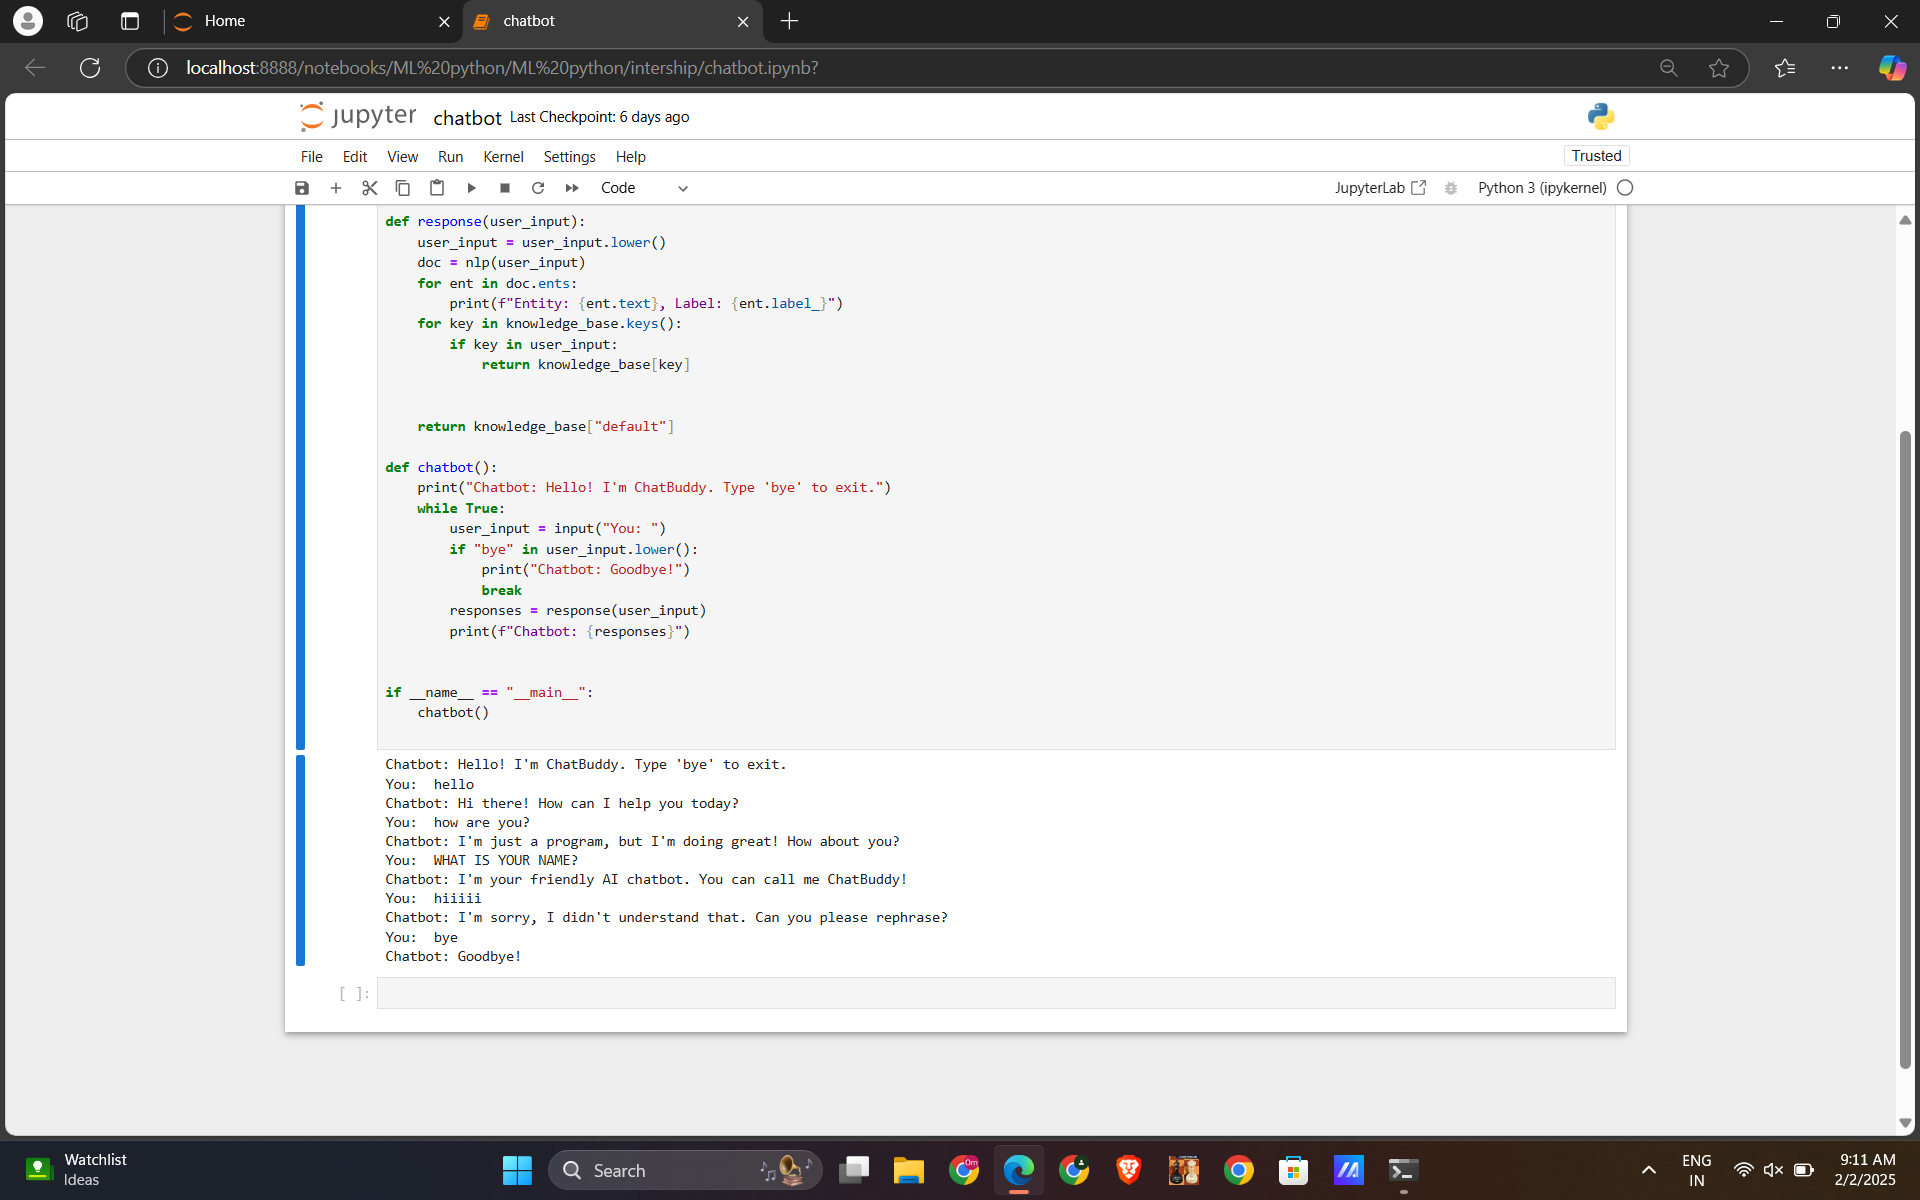 Home
chatbot
localhost:8888/notebooks/ML%20python/ML%20python/intership/chatbot.ipynb?
jupyter chatbot Last Checkpoint: 6 days ago
File Edit View Run Kernel Settings Help
Trusted
Code
JupyterLab
Python 3 (ipykernel)
def response(user_input):
    user_input = user_input.lower()
    doc = nlp(user_input)
    for ent in doc.ents:
        print(f"Entity: {ent.text}, Label: {ent.label_}")
    for key in knowledge_base.keys():
        if key in user_input:
            return knowledge_base[key]
    return knowledge_base["default"]
def chatbot():
    print("Chatbot: Hello! I'm ChatBuddy. Type 'bye' to exit.")
    while True:
        user_input = input("You: ")
        if "bye" in user_input.lower():
            print("Chatbot: Goodbye!")
            break
        responses = response(user_input)
        print(f"Chatbot: {responses}")
if __name__ == "__main__":
    chatbot()
Chatbot: Hello! I'm ChatBuddy. Type 'bye' to exit.
You:  hello
Chatbot: Hi there! How can I help you today?
You:  how are you?
Chatbot: I'm just a program, but I'm doing great! How about you?
You:  WHAT IS YOUR NAME?
Chatbot: I'm your friendly AI chatbot. You can call me ChatBuddy!
You:  hiiiii
Chatbot: I'm sorry, I didn't understand that. Can you please rephrase?
You:  bye
Chatbot: Goodbye!
[ ]:
Watchlist
Ideas
Search
ENG
IN
9:11 AM
2/2/2025